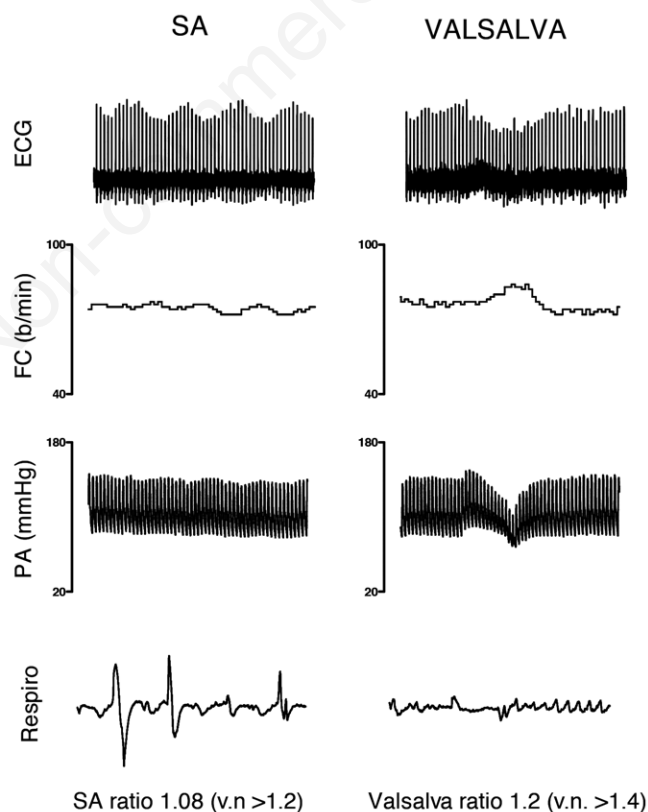 SA VALSALVA
ECG
FC (b/min)
100 100
40 40
PA (mmHg)
180 180
20 20
Respiro
SA ratio 1.08 (v.n >1.2) Valsalva ratio 1.2 (v.n. >1.4)